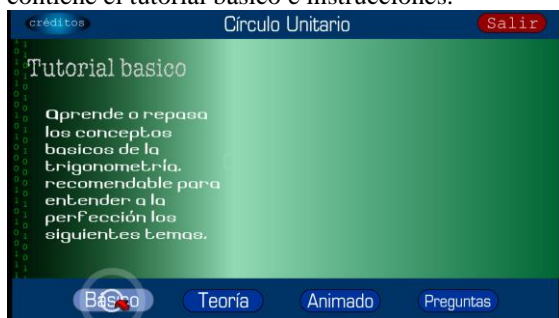 contiene el tutorial básico e instrucciones.
créditos
Círculo Unitario
Salir
Tutorial basico
Aprende o repasa
los conceptos
basicos de la
trigonometría,
recomendable para
entender a la
perfección los
siguientes temas.
Básico
Teoría
Animado
Preguntas